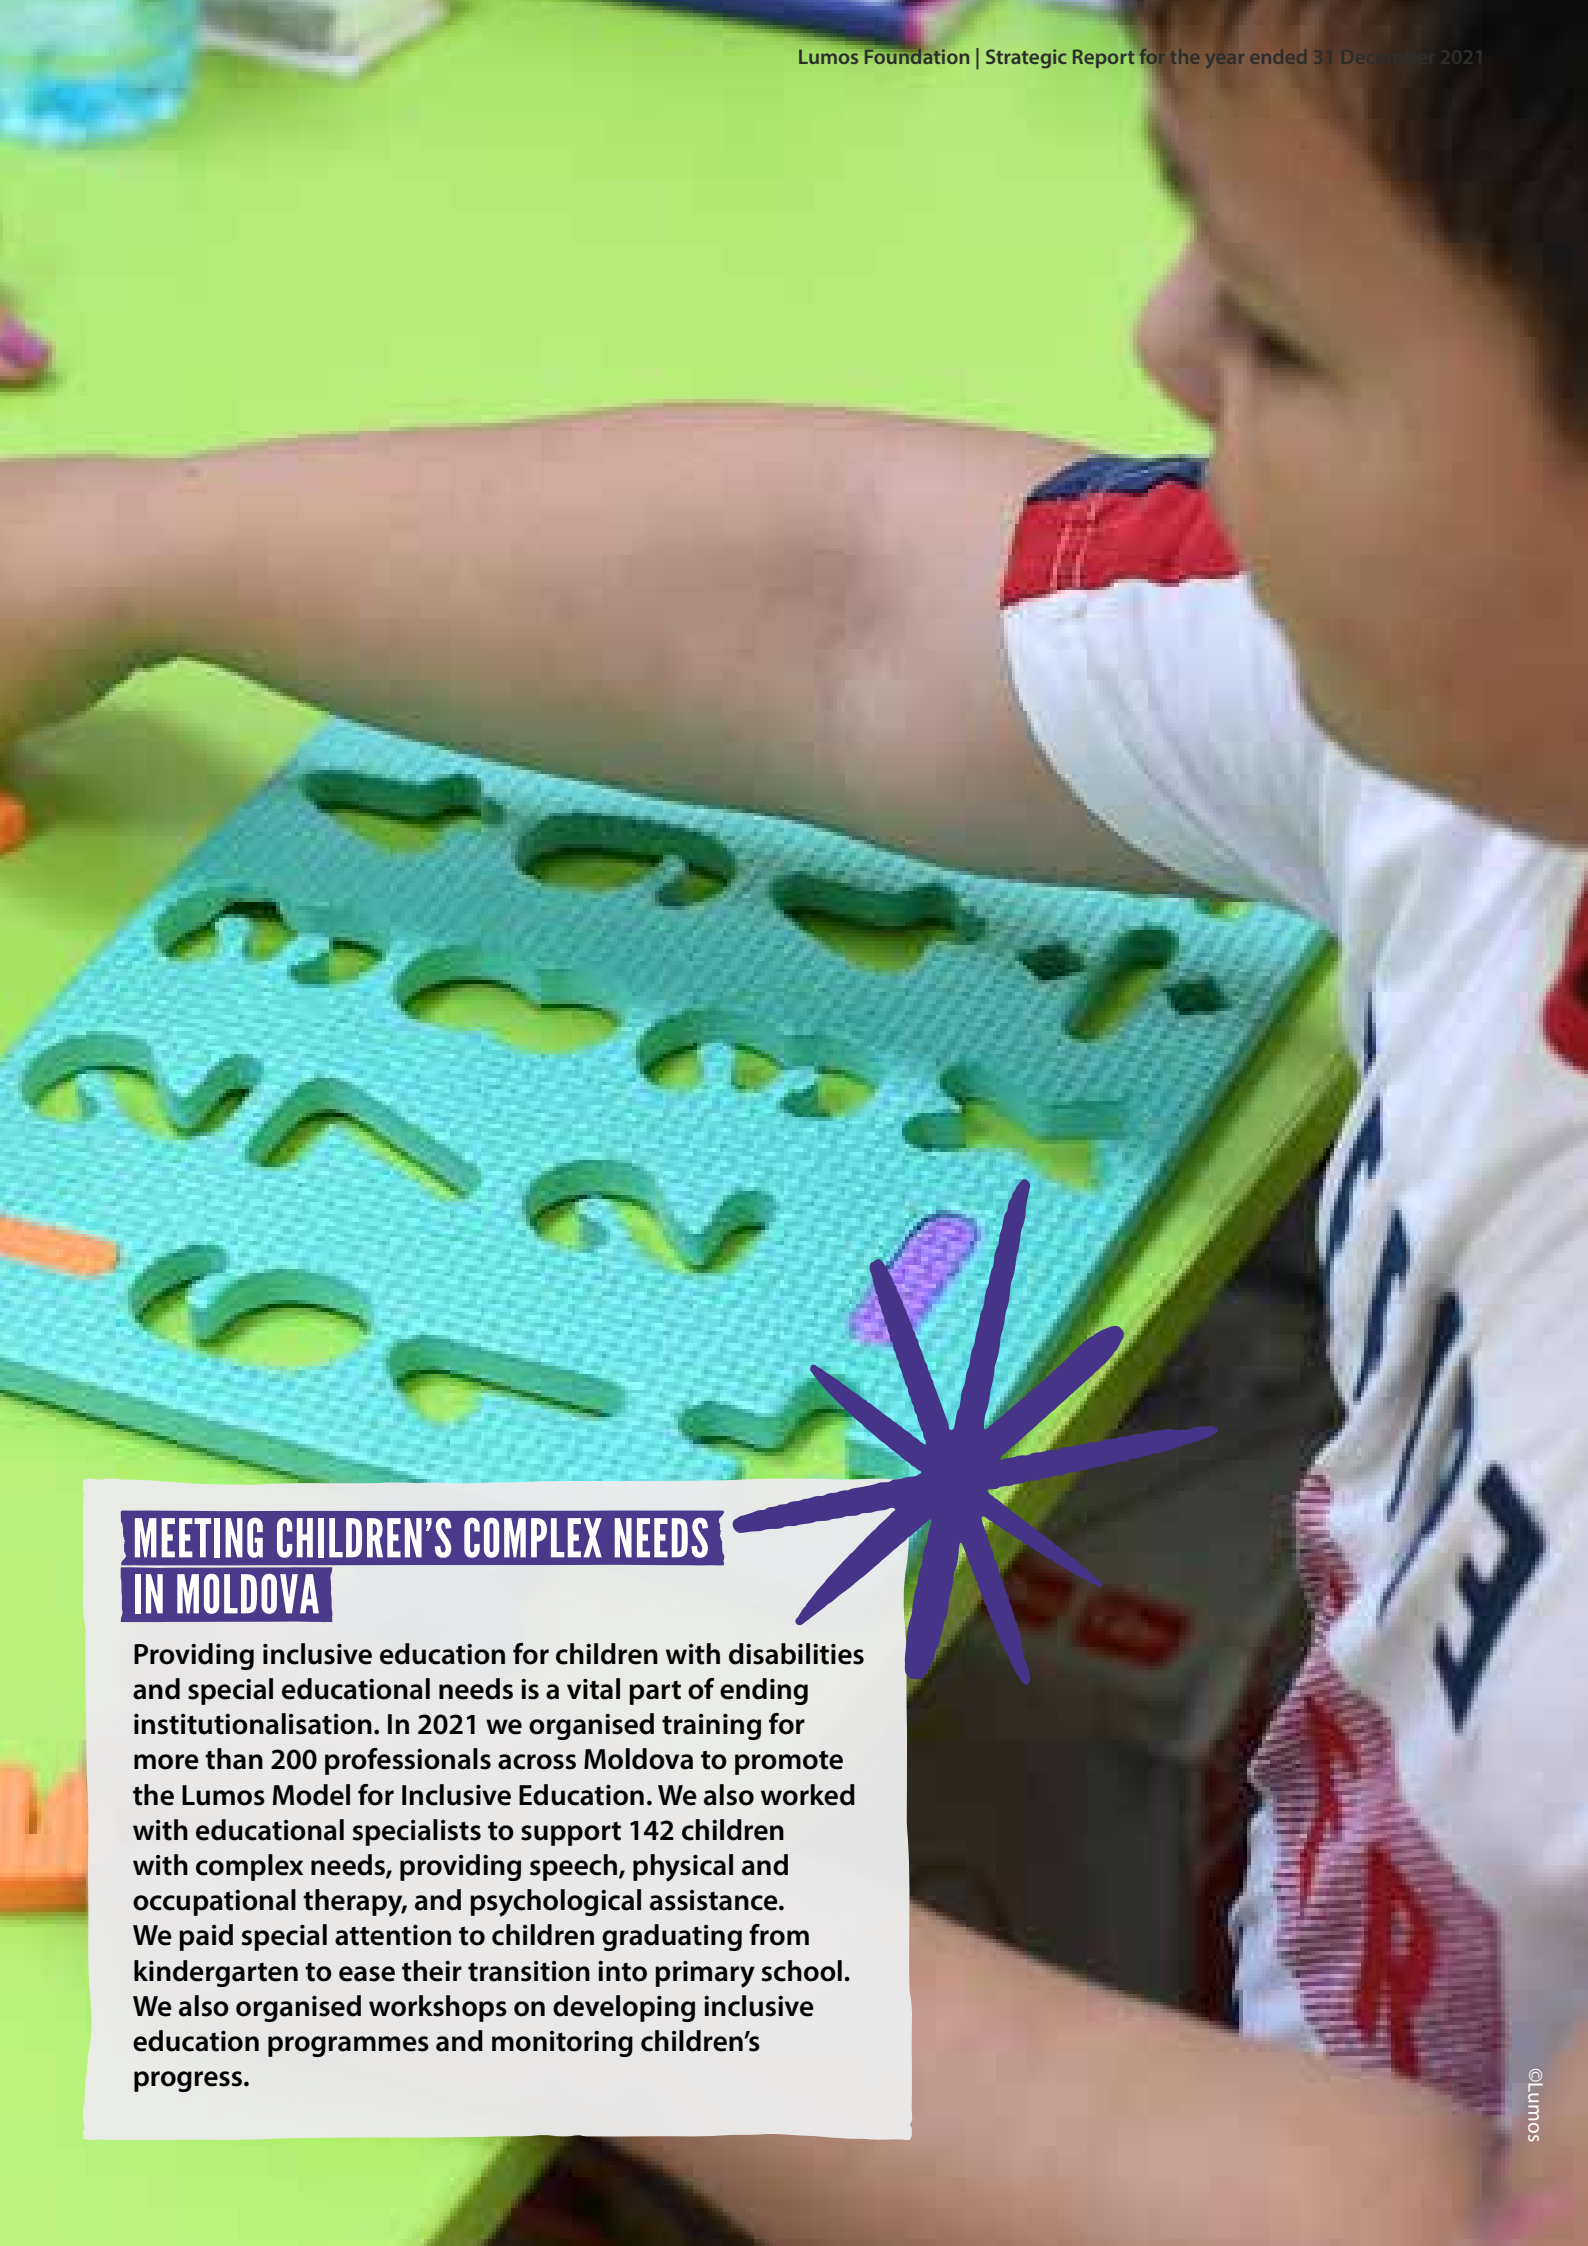 Lumos Foundation | Strategic Report for the year ended 31 December 2021
MEETING CHILDREN’S COMPLEX NEEDS
IN MOLDOVA
Providing inclusive education for children with disabilities
and special educational needs is a vital part of ending
institutionalisation. In 2021 we organised training for
more than 200 professionals across Moldova to promote
the Lumos Model for Inclusive Education. We also worked
with educational specialists to support 142 children
with complex needs, providing speech, physical and
occupational therapy, and psychological assistance.
We paid special attention to children graduating from
kindergarten to ease their transition into primary school.
We also organised workshops on developing inclusive
education programmes and monitoring children’s
progress.
©Lumos